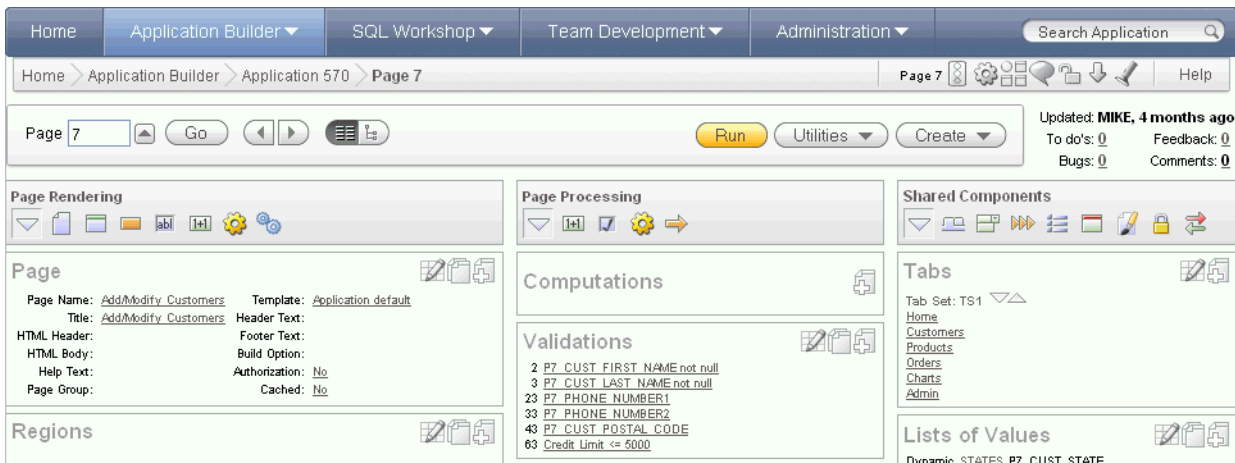 Home Application Builder SQL Workshop Team Development Administration Search Application
Home Application Builder Application 570 Page 7 Page 7 Help
Page 7 Go Run Utilities Create
Updated: MIKE, 4 months ago
To do's: 0 Feedback: 0
Bugs: 0 Comments: 0
Page Rendering
Page
Page Name: Add/Modify Customers Template: Application default
Title: Add/Modify Customers Header Text:
HTML Header: Footer Text:
HTML Body: Build Option:
Help Text: Authorization: No
Page Group: Cached: No
Regions
Page Processing
Computations
Validations
2 P7_CUST_FIRST_NAME not null
3 P7_CUST_LAST_NAME not null
23 P7_PHONE_NUMBER1
33 P7_PHONE_NUMBER2
43 P7_CUST_POSTAL_CODE
63 Credit Limit <= 5000
Shared Components
Tabs
Tab Set: TS1
Home
Customers
Products
Orders
Charts
Admin
Lists of Values
Dynamic STATES P7_CUST_STATE